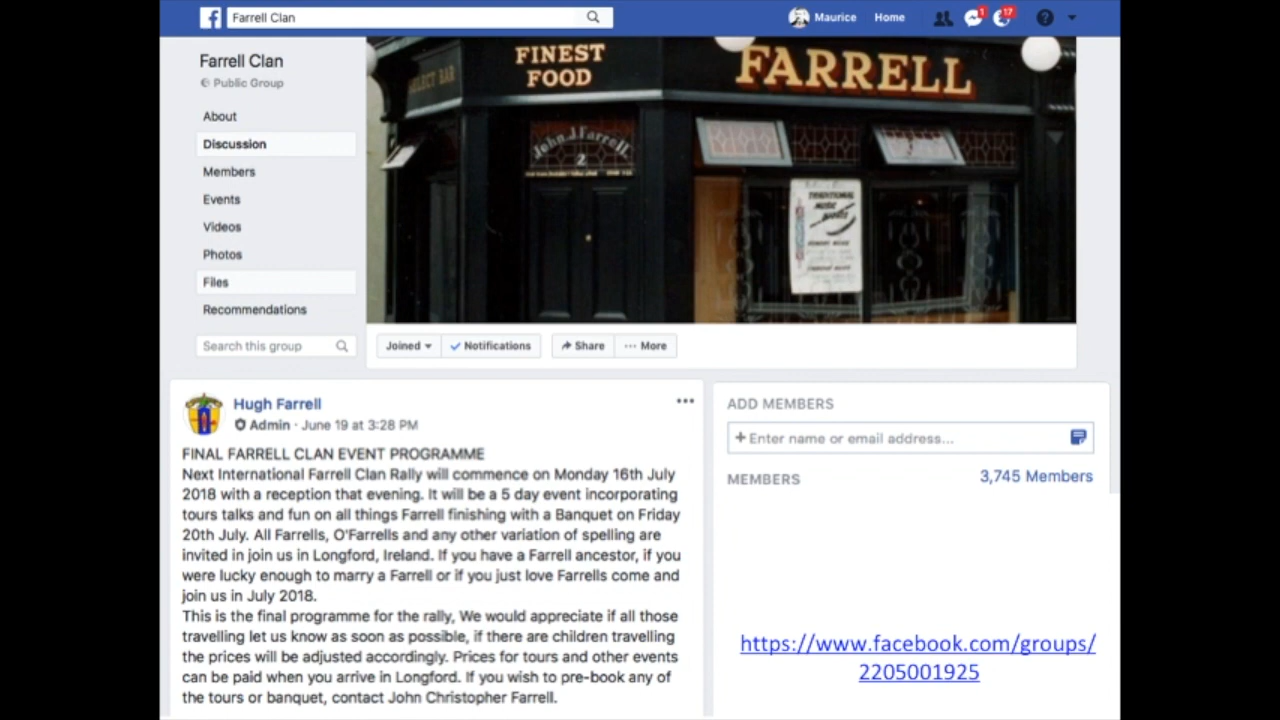 Farrell Clan
Maurice
Home
1
17
Farrell Clan
Public Group
About
Discussion
Members
Events
Videos
Photos
Files
Recommendations
Search this group
SELECT BAR
FINEST
FOOD
FARRELL
John J Farrell
2
TRADITIONAL
MUSIC
Joined
Notifications
Share
More
Hugh Farrell
Admin · June 19 at 3:28 PM
FINAL FARRELL CLAN EVENT PROGRAMME
Next International Farrell Clan Rally will commence on Monday 16th July
2018 with a reception that evening. It will be a 5 day event incorporating
tours talks and fun on all things Farrell finishing with a Banquet on Friday
20th July. All Farrells, O'Farrells and any other variation of spelling are
invited in join us in Longford, Ireland. If you have a Farrell ancestor, if you
were lucky enough to marry a Farrell or if you just love Farrells come and
join us in July 2018.
This is the final programme for the rally, We would appreciate if all those
travelling let us know as soon as possible, if there are children travelling
the prices will be adjusted accordingly. Prices for tours and other events
can be paid when you arrive in Longford. If you wish to pre-book any of
the tours or banquet, contact John Christopher Farrell.
ADD MEMBERS
+ Enter name or email address...
MEMBERS
3,745 Members
https://www.facebook.com/groups/
2205001925